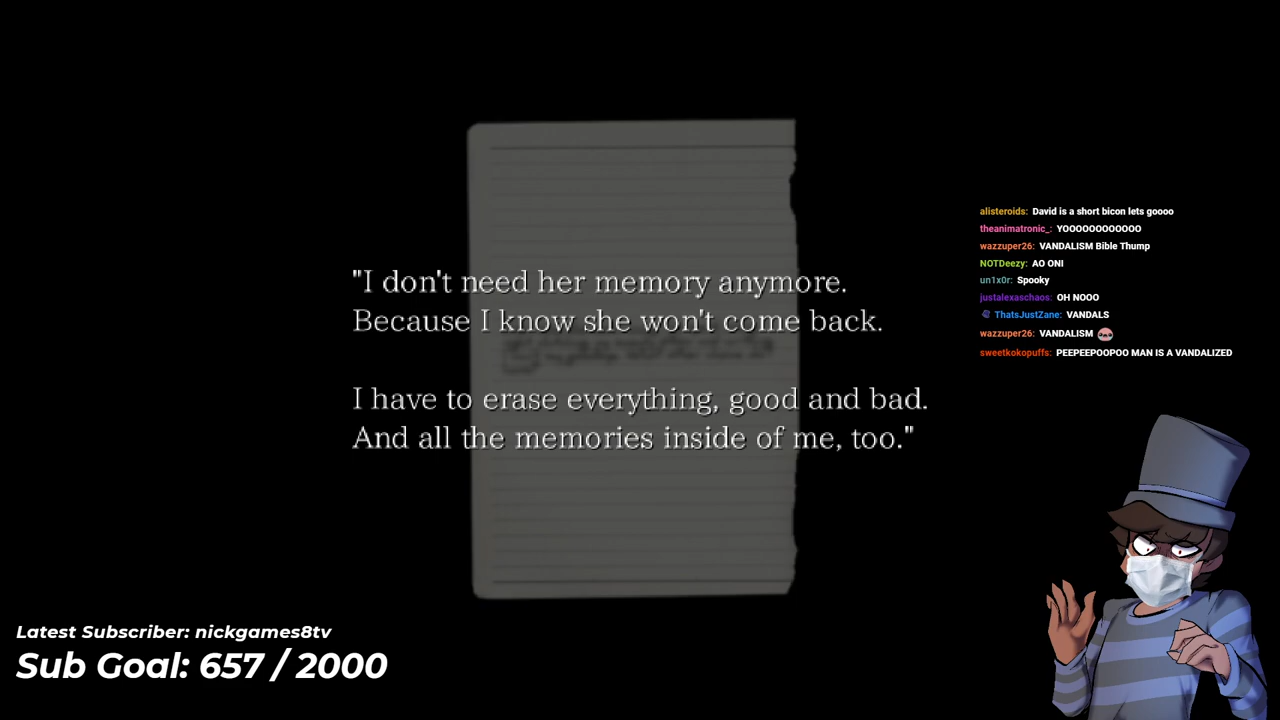 "I don't need her memory anymore.
Because I know she won't come back.
I have to erase everything, good and bad.
And all the memories inside of me, too."
alisteroids: David is a short bicon lets goooo
theanimatronic_: YOOOOOOOOOOOO
wazzuper26: VANDALISM Bible Thump
NOTDeezy: AO ONI
un1x0r: Spooky
justalexaschaos: OH NOOO
ThatsJustZane: VANDALS
wazzuper26: VANDALISM
sweetkokopuffs: PEEPEEPOOPOO MAN IS A VANDALIZED
Latest Subscriber: nickgames8tv
Sub Goal: 657 / 2000